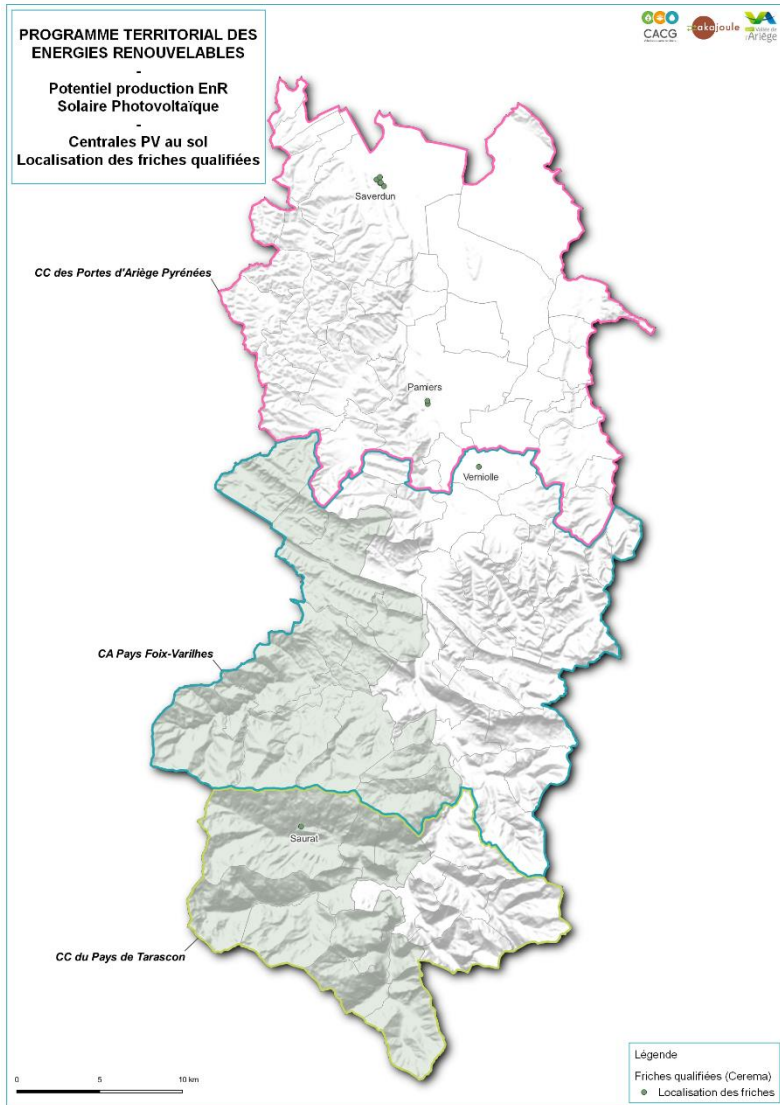 PROGRAMME TERRITORIAL DES
ENERGIES RENOUVELABLES
-
Potentiel production EnR
Solaire Photovoltaïque
-
Centrales PV au sol
Localisation des friches qualifiées
CACG
akajoule
Ariège
Saverdun
CC des Portes d'Ariège Pyrénées
Pamiers
Verniolle
CA Pays Foix-Varilhes
Saurat
CC du Pays de Tarascon
0 5 10 km
Légende
Friches qualifiées (Cerema)
Localisation des friches